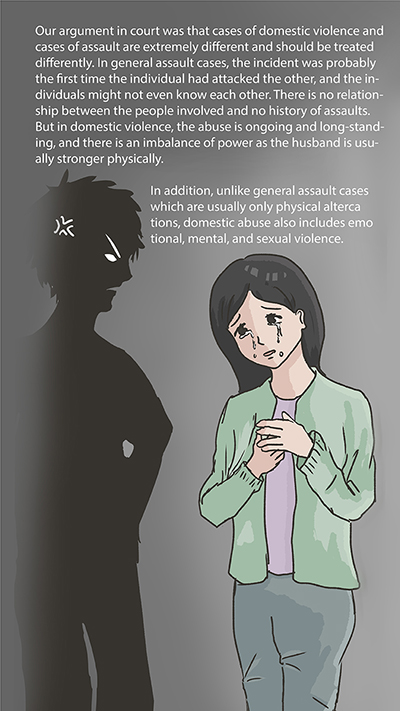 Our argument in court was that cases of domestic violence and
cases of assault are extremely different and should be treated
differently. In general assault cases, the incident was probably
the first time the individual had attacked the other, and the in-
dividuals might not even know each other. There is no relation-
ship between the people involved and no history of assaults.
But in domestic violence, the abuse is ongoing and long-stand-
ing, and there is an imbalance of power as the husband is usu-
ally stronger physically.
In addition, unlike general assault cases
which are usually only physical alterca
tions, domestic abuse also includes emo
tional, mental, and sexual violence.